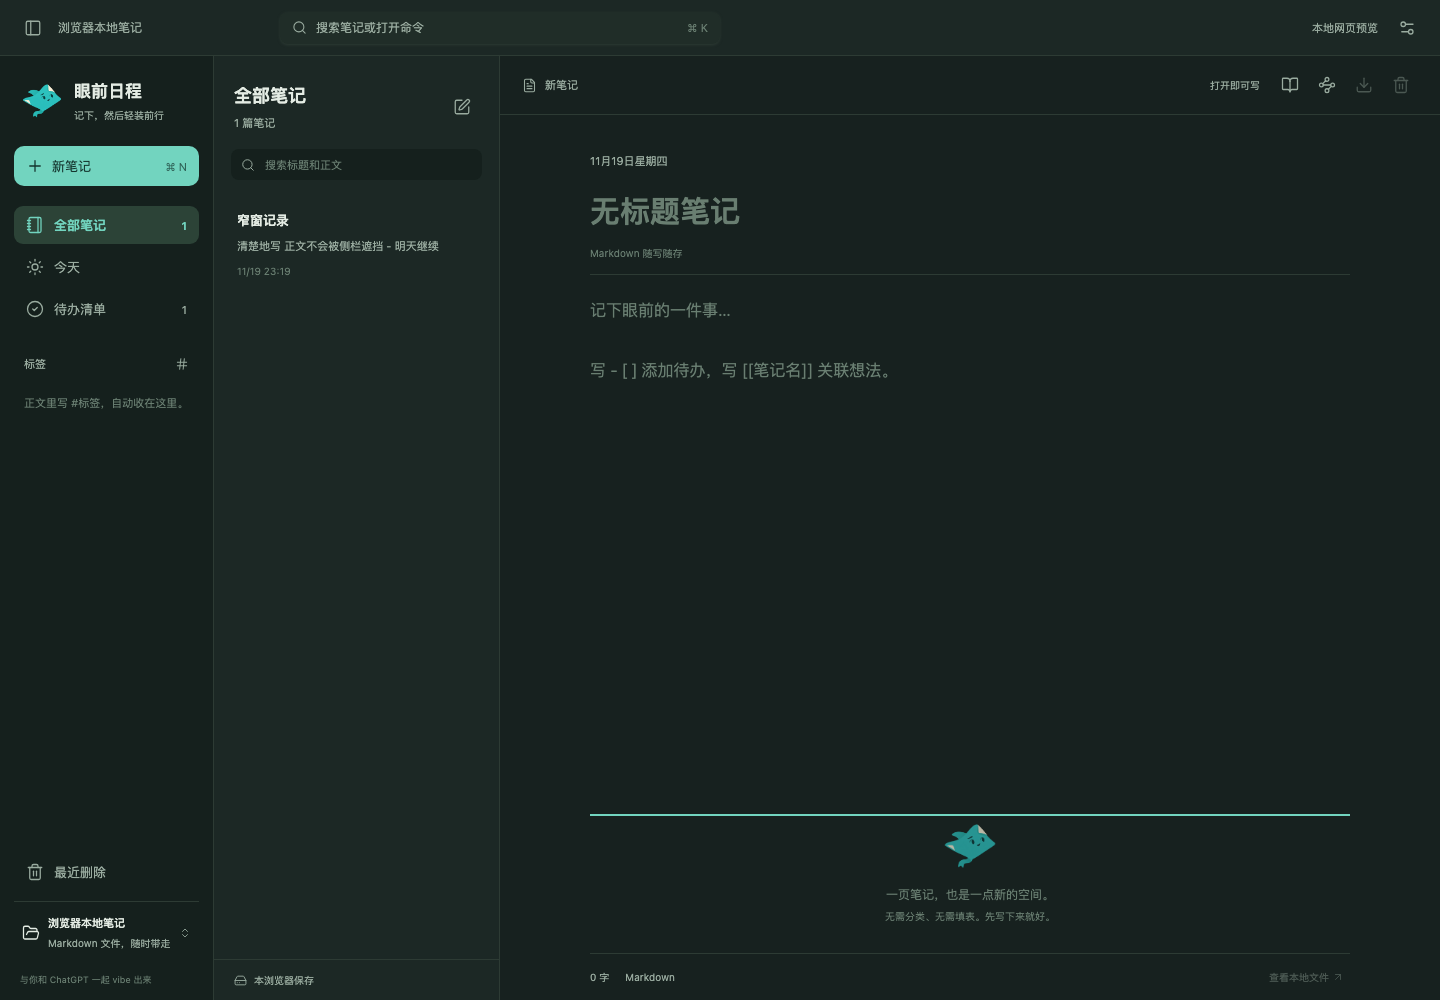 浏览器本地笔记
搜索笔记或打开命令
⌘ K
本地网页预览
眼前日程
记下，然后轻装前行
新笔记
⌘ N
全部笔记
1
今天
待办清单
1
标签
#
正文里写 #标签，自动收在这里。
最近删除
浏览器本地笔记
Markdown 文件，随时带走
与你和 ChatGPT 一起 vibe 出来
全部笔记
1 篇笔记
搜索标题和正文
窄窗记录
清楚地写 正文不会被侧栏遮挡 - 明天继续
11/19 23:19
本浏览器保存
新笔记
打开即可写
11月19日星期四
无标题笔记
Markdown 随写随存
记下眼前的一件事...
写 - [ ] 添加待办，写 [[笔记名]] 关联想法。
一页笔记，也是一点新的空间。
无需分类、无需填表。先写下来就好。
0 字
Markdown
查看本地文件